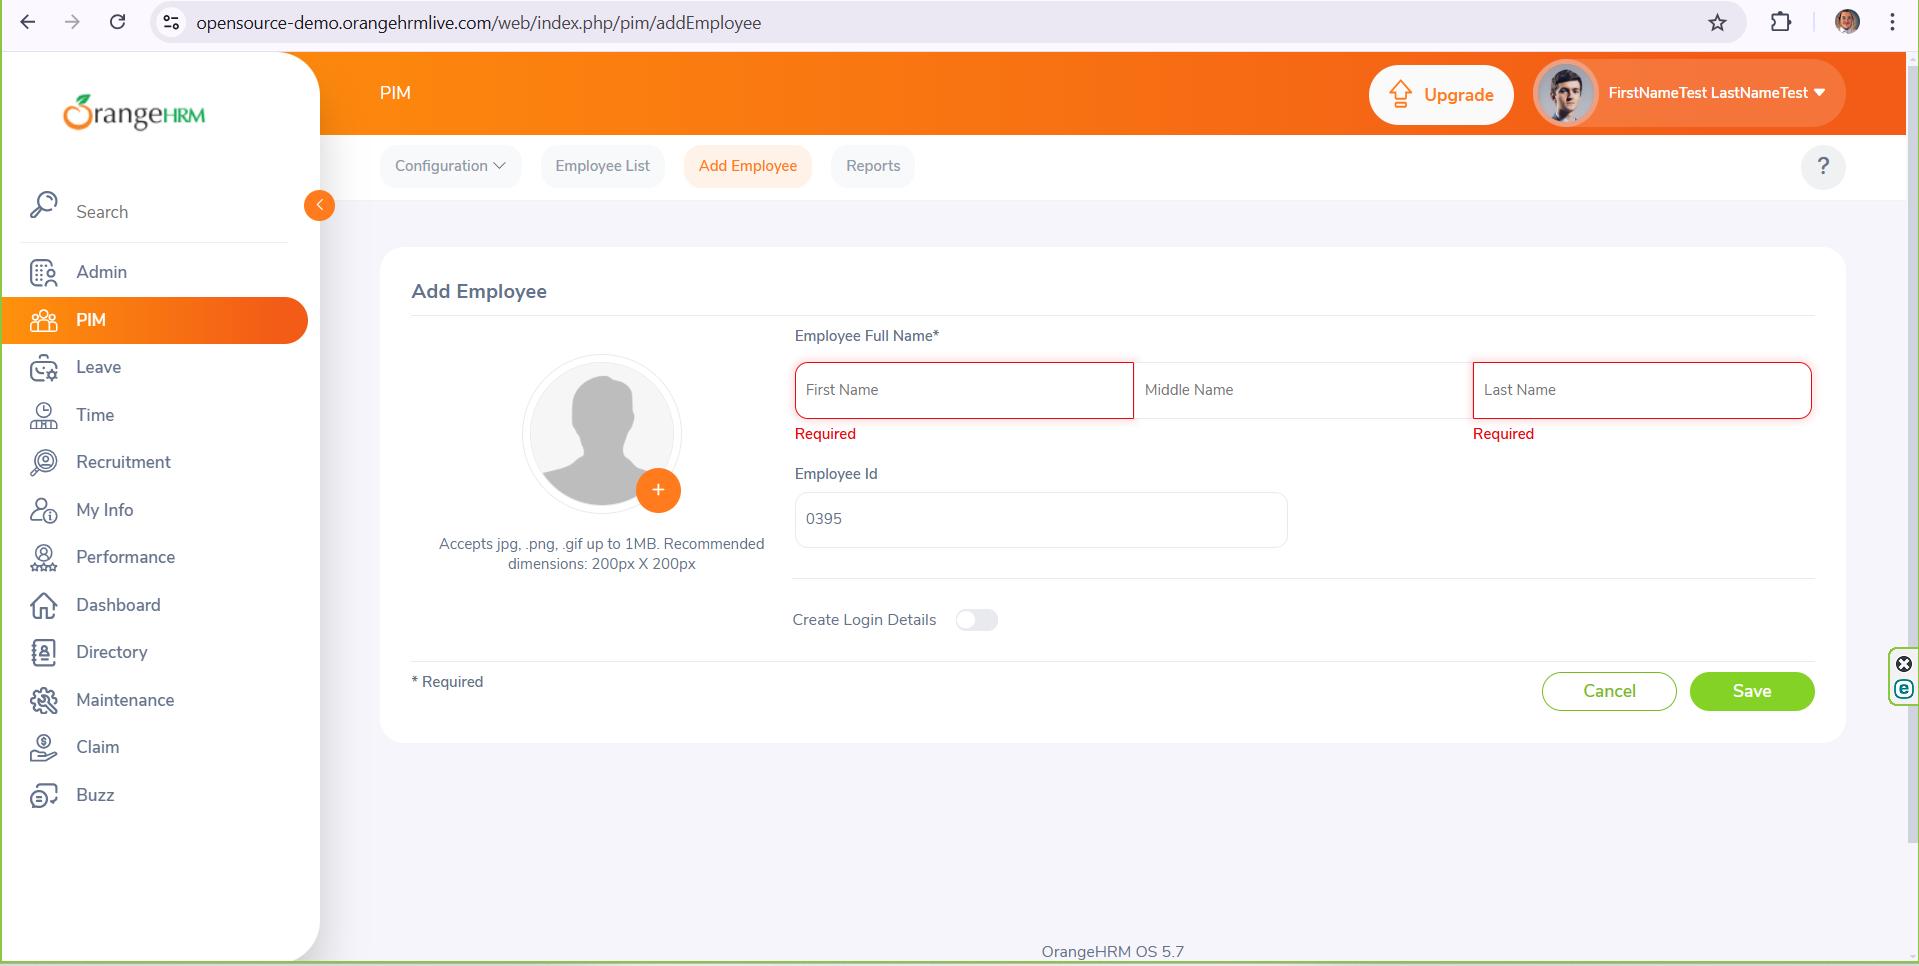 opensource-demo.orangehrmlive.com/web/index.php/pim/addEmployee
OrangeHRM
PIM
Upgrade
FirstNameTest LastNameTest
Configuration
Employee List
Add Employee
Reports
?
Search
Admin
PIM
Leave
Time
Recruitment
My Info
Performance
Dashboard
Directory
Maintenance
Claim
Buzz
Add Employee
Employee Full Name*
First Name
Middle Name
Last Name
Required
Required
Employee Id
0395
Accepts jpg, .png, .gif up to 1MB. Recommended
dimensions: 200px X 200px
Create Login Details
* Required
Cancel
Save
OrangeHRM OS 5.7